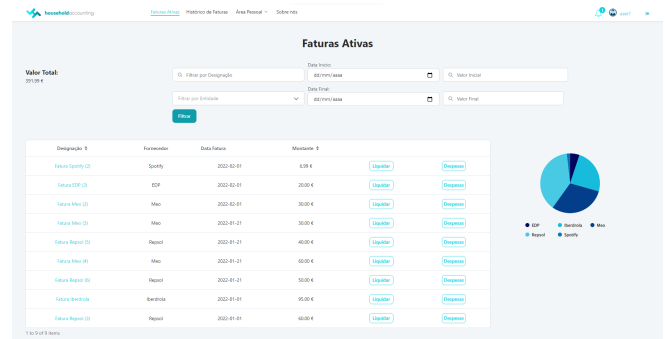 householdaccounting Faturas Ativas Histórico de Faturas Área Pessoal Sobre nós 1 user1
Faturas Ativas
Valor Total:
391.99 €
Filtrar por Designação
Data Início:
dd/mm/aaaa
Valor Inicial
Filtrar por Entidade
Data Final:
dd/mm/aaaa
Valor Final
Filtrar
Designação Fornecedor Data Fatura Montante
Fatura Spotify (2) Spotify 2022-02-01 6.99 € Liquidar Despesas
Fatura EDP (2) EDP 2022-02-01 20.00 € Liquidar Despesas
Fatura Meo (2) Meo 2022-02-01 30.00 € Liquidar Despesas
Fatura Meo (3) Meo 2022-01-21 30.00 € Liquidar Despesas
Fatura Repsol (5) Repsol 2022-01-21 40.00 € Liquidar Despesas
Fatura Meo (4) Meo 2022-01-21 60.00 € Liquidar Despesas
Fatura Repsol (6) Repsol 2022-01-21 50.00 € Liquidar Despesas
Fatura Iberdrola Iberdrola 2022-01-01 95.00 € Liquidar Despesas
Fatura Repsol (3) Repsol 2022-01-01 60.00 € Liquidar Despesas
EDP Iberdrola Meo
Repsol Spotify
1 to 9 of 9 items